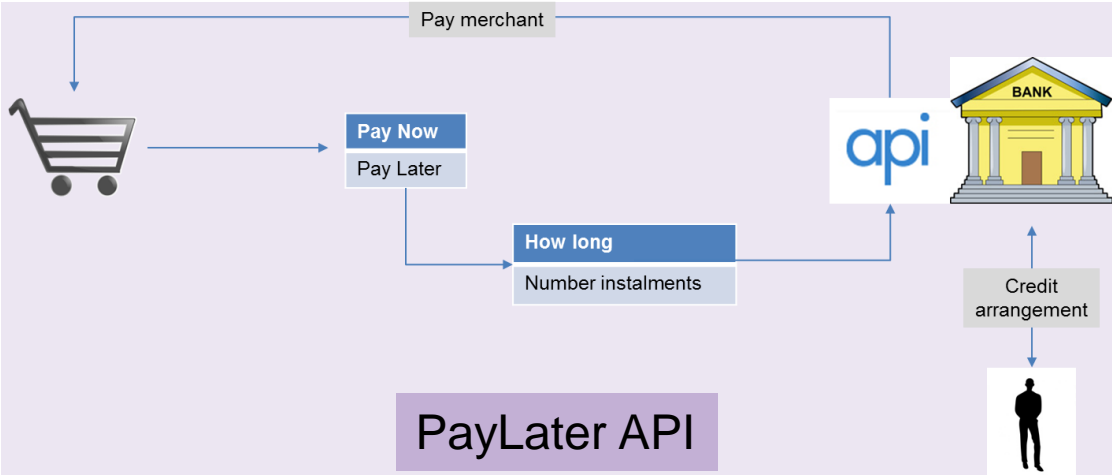 Pay merchant
BANK
api
Pay Now
Pay Later
How long
Number instalments
Credit
arrangement
PayLater API